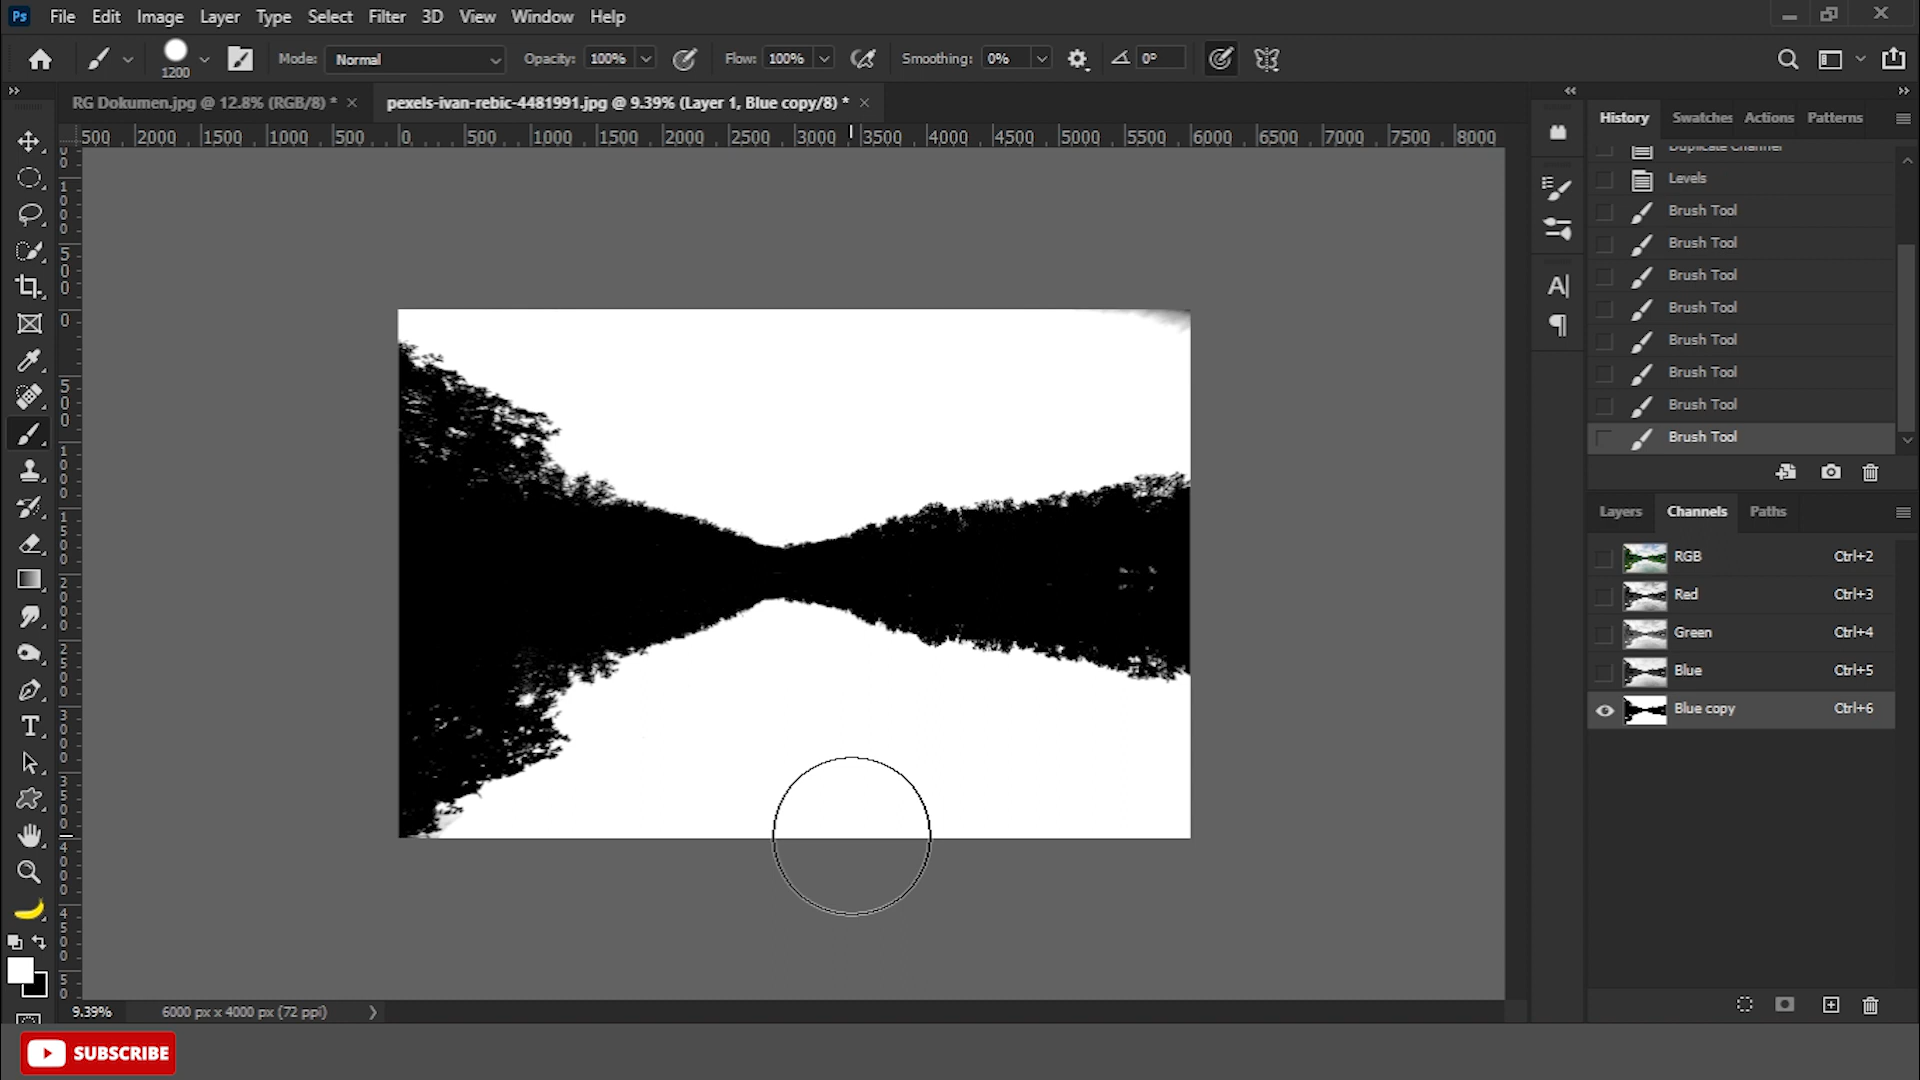 Ps File Edit Image Layer Type Select Filter 3D View Window Help
1200 Mode: Normal Opacity: 100% Flow: 100% Smoothing: 0% 0°
RG Dokumen.jpg @ 12.8% (RGB/8) * × pexels-ivan-rebic-4481991.jpg @ 9.39% (Layer 1, Blue copy/8) * ×
500 2000 1500 1000 500 0 500 1000 1500 2000 2500 3000 3500 4000 4500 5000 5500 6000 6500 7000 7500 8000
History Swatches Actions Patterns
Duplicate Channel
Levels
Brush Tool
Brush Tool
Brush Tool
Brush Tool
Brush Tool
Brush Tool
Brush Tool
Brush Tool
Layers Channels Paths
RGB Ctrl+2
Red Ctrl+3
Green Ctrl+4
Blue Ctrl+5
Blue copy Ctrl+6
9.39% 6000 px x 4000 px (72 ppi)
SUBSCRIBE